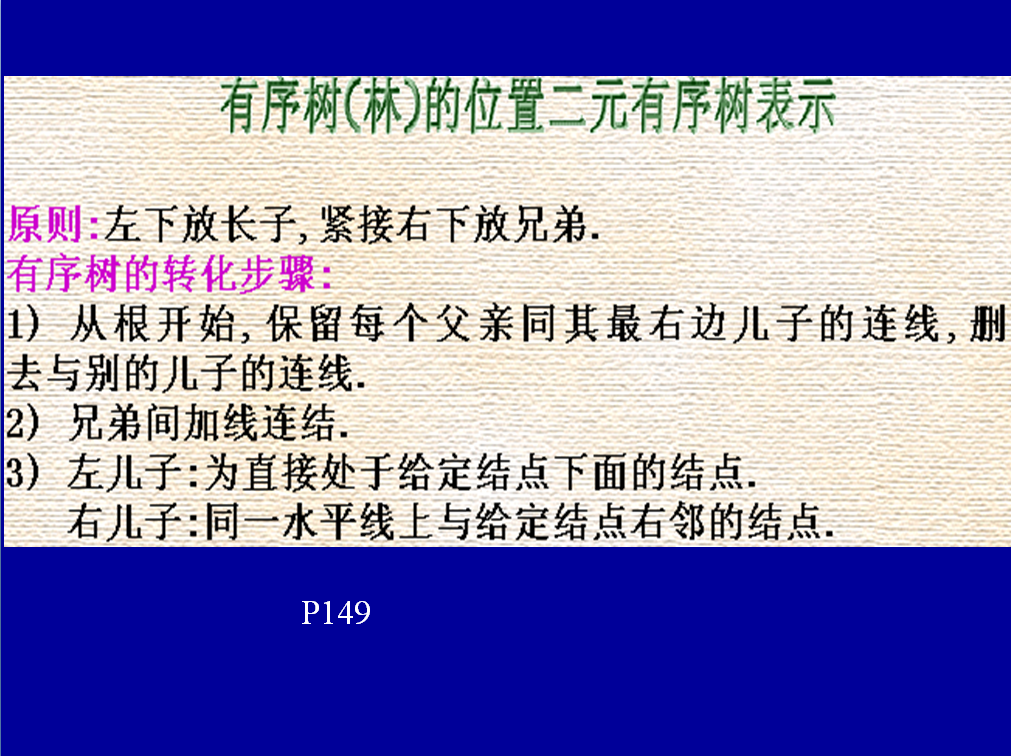 有序树(林)的位置二元有序树表示
原则:左下放长子,紧接右下放兄弟.
有序树的转化步骤:
1) 从根开始,保留每个父亲同其最右边儿子的连线,删
去与别的儿子的连线.
2) 兄弟间加线连结.
3) 左儿子:为直接处于给定结点下面的结点.
右儿子:同一水平线上与给定结点右邻的结点.
P149